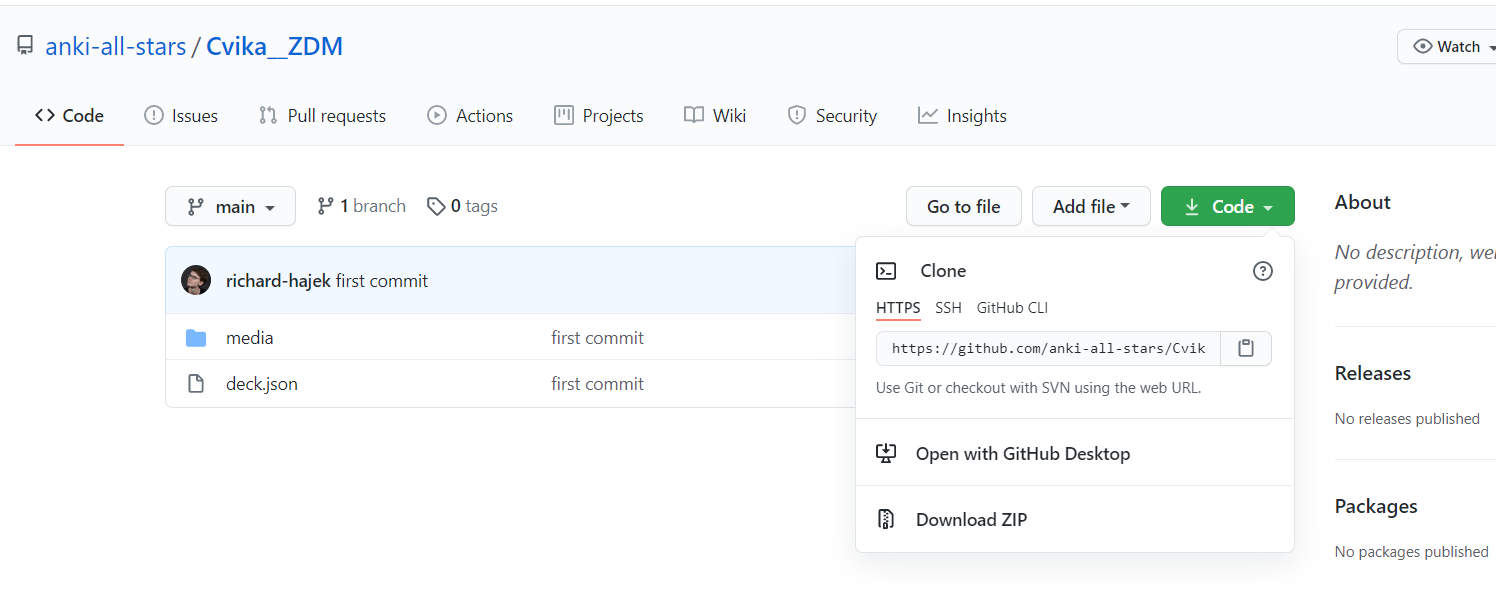 anki-all-stars / Cvika__ZDM
Watch
Code Issues Pull requests Actions Projects Wiki Security Insights
main 1 branch 0 tags Go to file Add file Code
richard-hajek first commit
media first commit
deck.json first commit
Clone
HTTPS SSH GitHub CLI
https://github.com/anki-all-stars/Cvik
Use Git or checkout with SVN using the web URL.
Open with GitHub Desktop
Download ZIP
About
No description, we
provided.
Releases
No releases published
Packages
No packages published